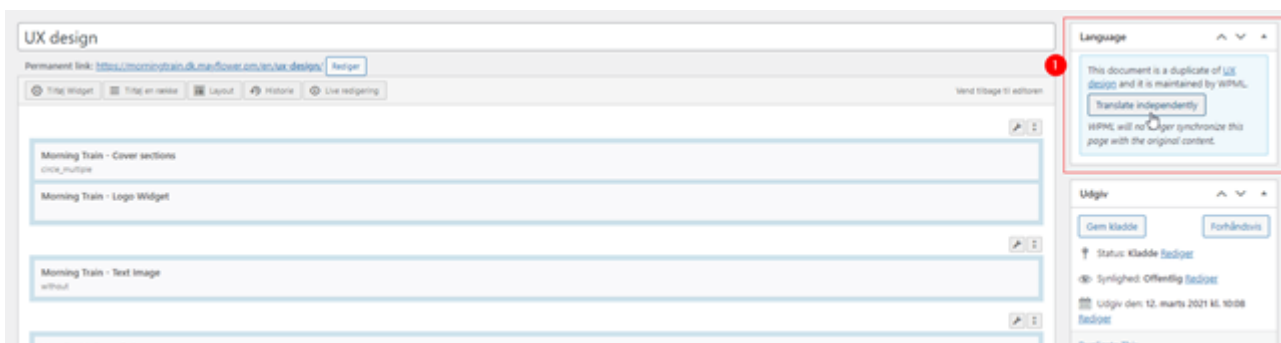 UX design
Permanent link: https://morningtrain.dk.mayflower.om/en/ux-design/ Rediger
Tilføj Widget Tilføj en række Layout Historie Live redigering Vend tilbage til editoren
Morning Train - Cover sections
circle_multiple
Morning Train - Logo Widget
Morning Train - Text Image
without
Language
1
This document is a duplicate of UX
design and it is maintained by WPML.
Translate independently
WPML will no longer synchronize this
page with the original content.
Udgiv
Gem kladde Forhåndsvis
Status: Kladde Rediger
Synlighed: Offentlig Rediger
Udgiv den: 12. marts 2021 kl. 10:08
Rediger